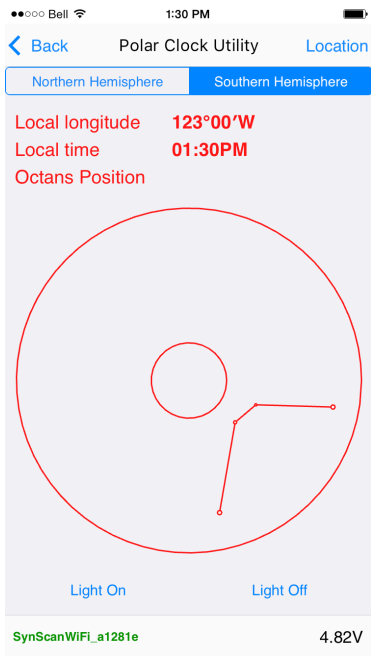 Bell 1:30 PM
Back Polar Clock Utility Location
Northern Hemisphere Southern Hemisphere
Local longitude 123°00′W
Local time 01:30PM
Octans Position
Light On Light Off
SynScanWiFi_a1281e 4.82V